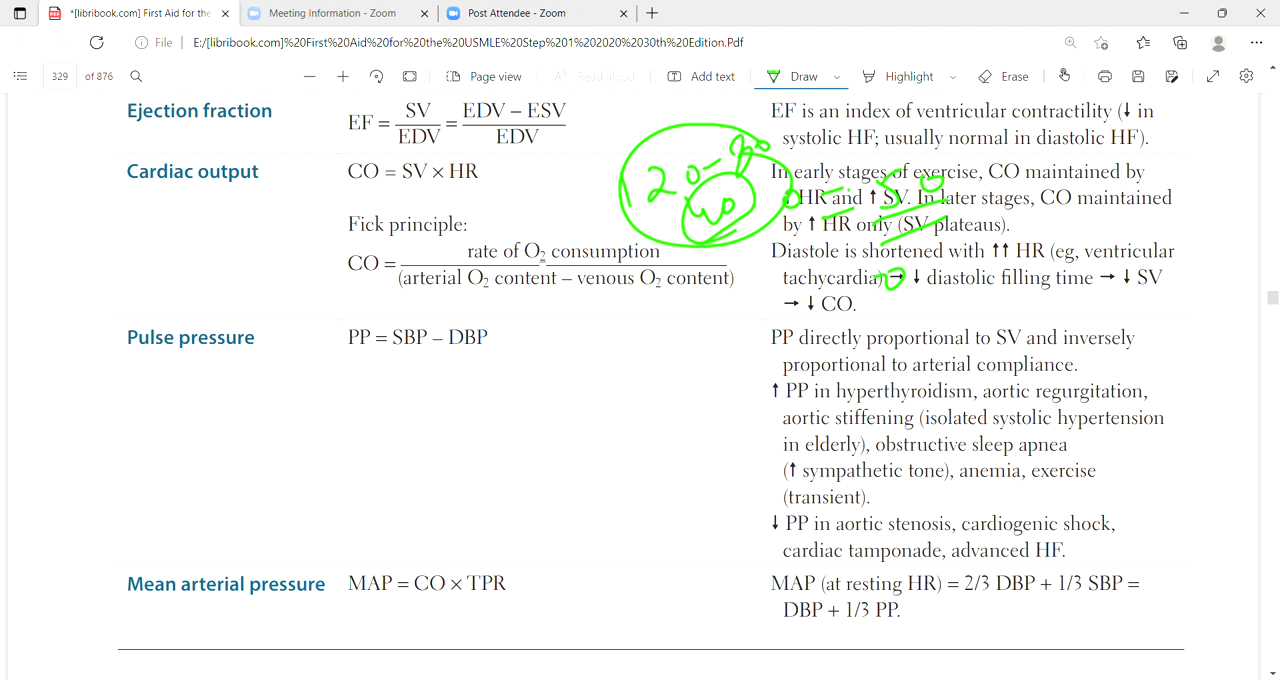 *[libribook.com] First Aid for the
Meeting Information - Zoom
Post Attendee - Zoom
File
E:/[libribook.com]%20First%20Aid%20for%20the%20USMLE%20Step%201%202020%2030th%20Edition.Pdf
329 of 876
Page view
Read aloud
Add text
Draw
Highlight
Erase
Ejection fraction
EF = SV/EDV = EDV – ESV/EDV
EF is an index of ventricular contractility (↓ in
systolic HF; usually normal in diastolic HF).
Cardiac output
CO = SV × HR
In early stages of exercise, CO maintained by
HR and ↑ SV. In later stages, CO maintained
by ↑ HR only (SV plateaus).
Fick principle:
CO = rate of O₂ consumption/(arterial O₂ content – venous O₂ content)
Diastole is shortened with ↑↑ HR (eg, ventricular
tachycardia) → ↓ diastolic filling time → ↓ SV
→ ↓ CO.
120-80
40
= 50
Pulse pressure
PP = SBP – DBP
PP directly proportional to SV and inversely
proportional to arterial compliance.
↑ PP in hyperthyroidism, aortic regurgitation,
aortic stiffening (isolated systolic hypertension
in elderly), obstructive sleep apnea
(↑ sympathetic tone), anemia, exercise
(transient).
↓ PP in aortic stenosis, cardiogenic shock,
cardiac tamponade, advanced HF.
Mean arterial pressure
MAP = CO × TPR
MAP (at resting HR) = 2/3 DBP + 1/3 SBP =
DBP + 1/3 PP.